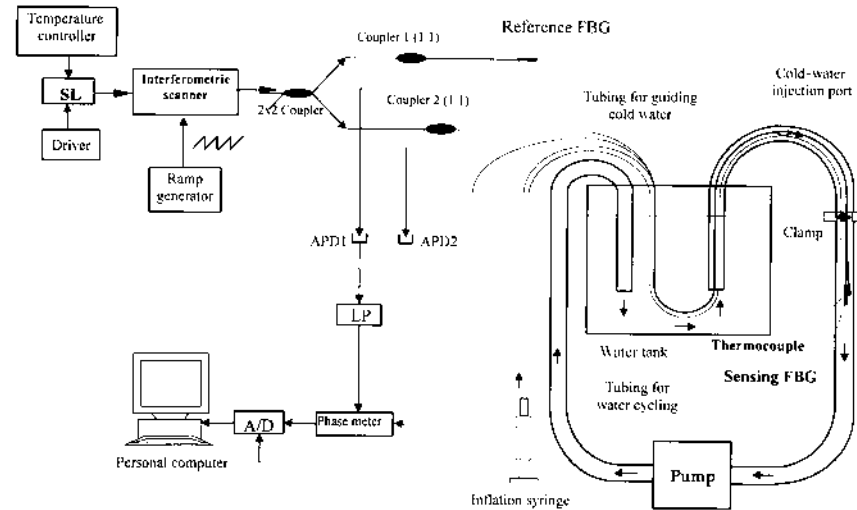 Temperature
controller
SL
Driver
Interferometric
scanner
Ramp
generator
2x2 Coupler
Coupler 1 (1 1)
Reference FBG
Coupler 2 (1 1)
Tubing for guiding
cold water
Cold-water
injection port
Clamp
APD1
APD2
LP
Water tank
Thermocouple
Sensing FBG
Tubing for
water cycling
Personal computer
A/D
Phase meter
Inflation syringe
Pump